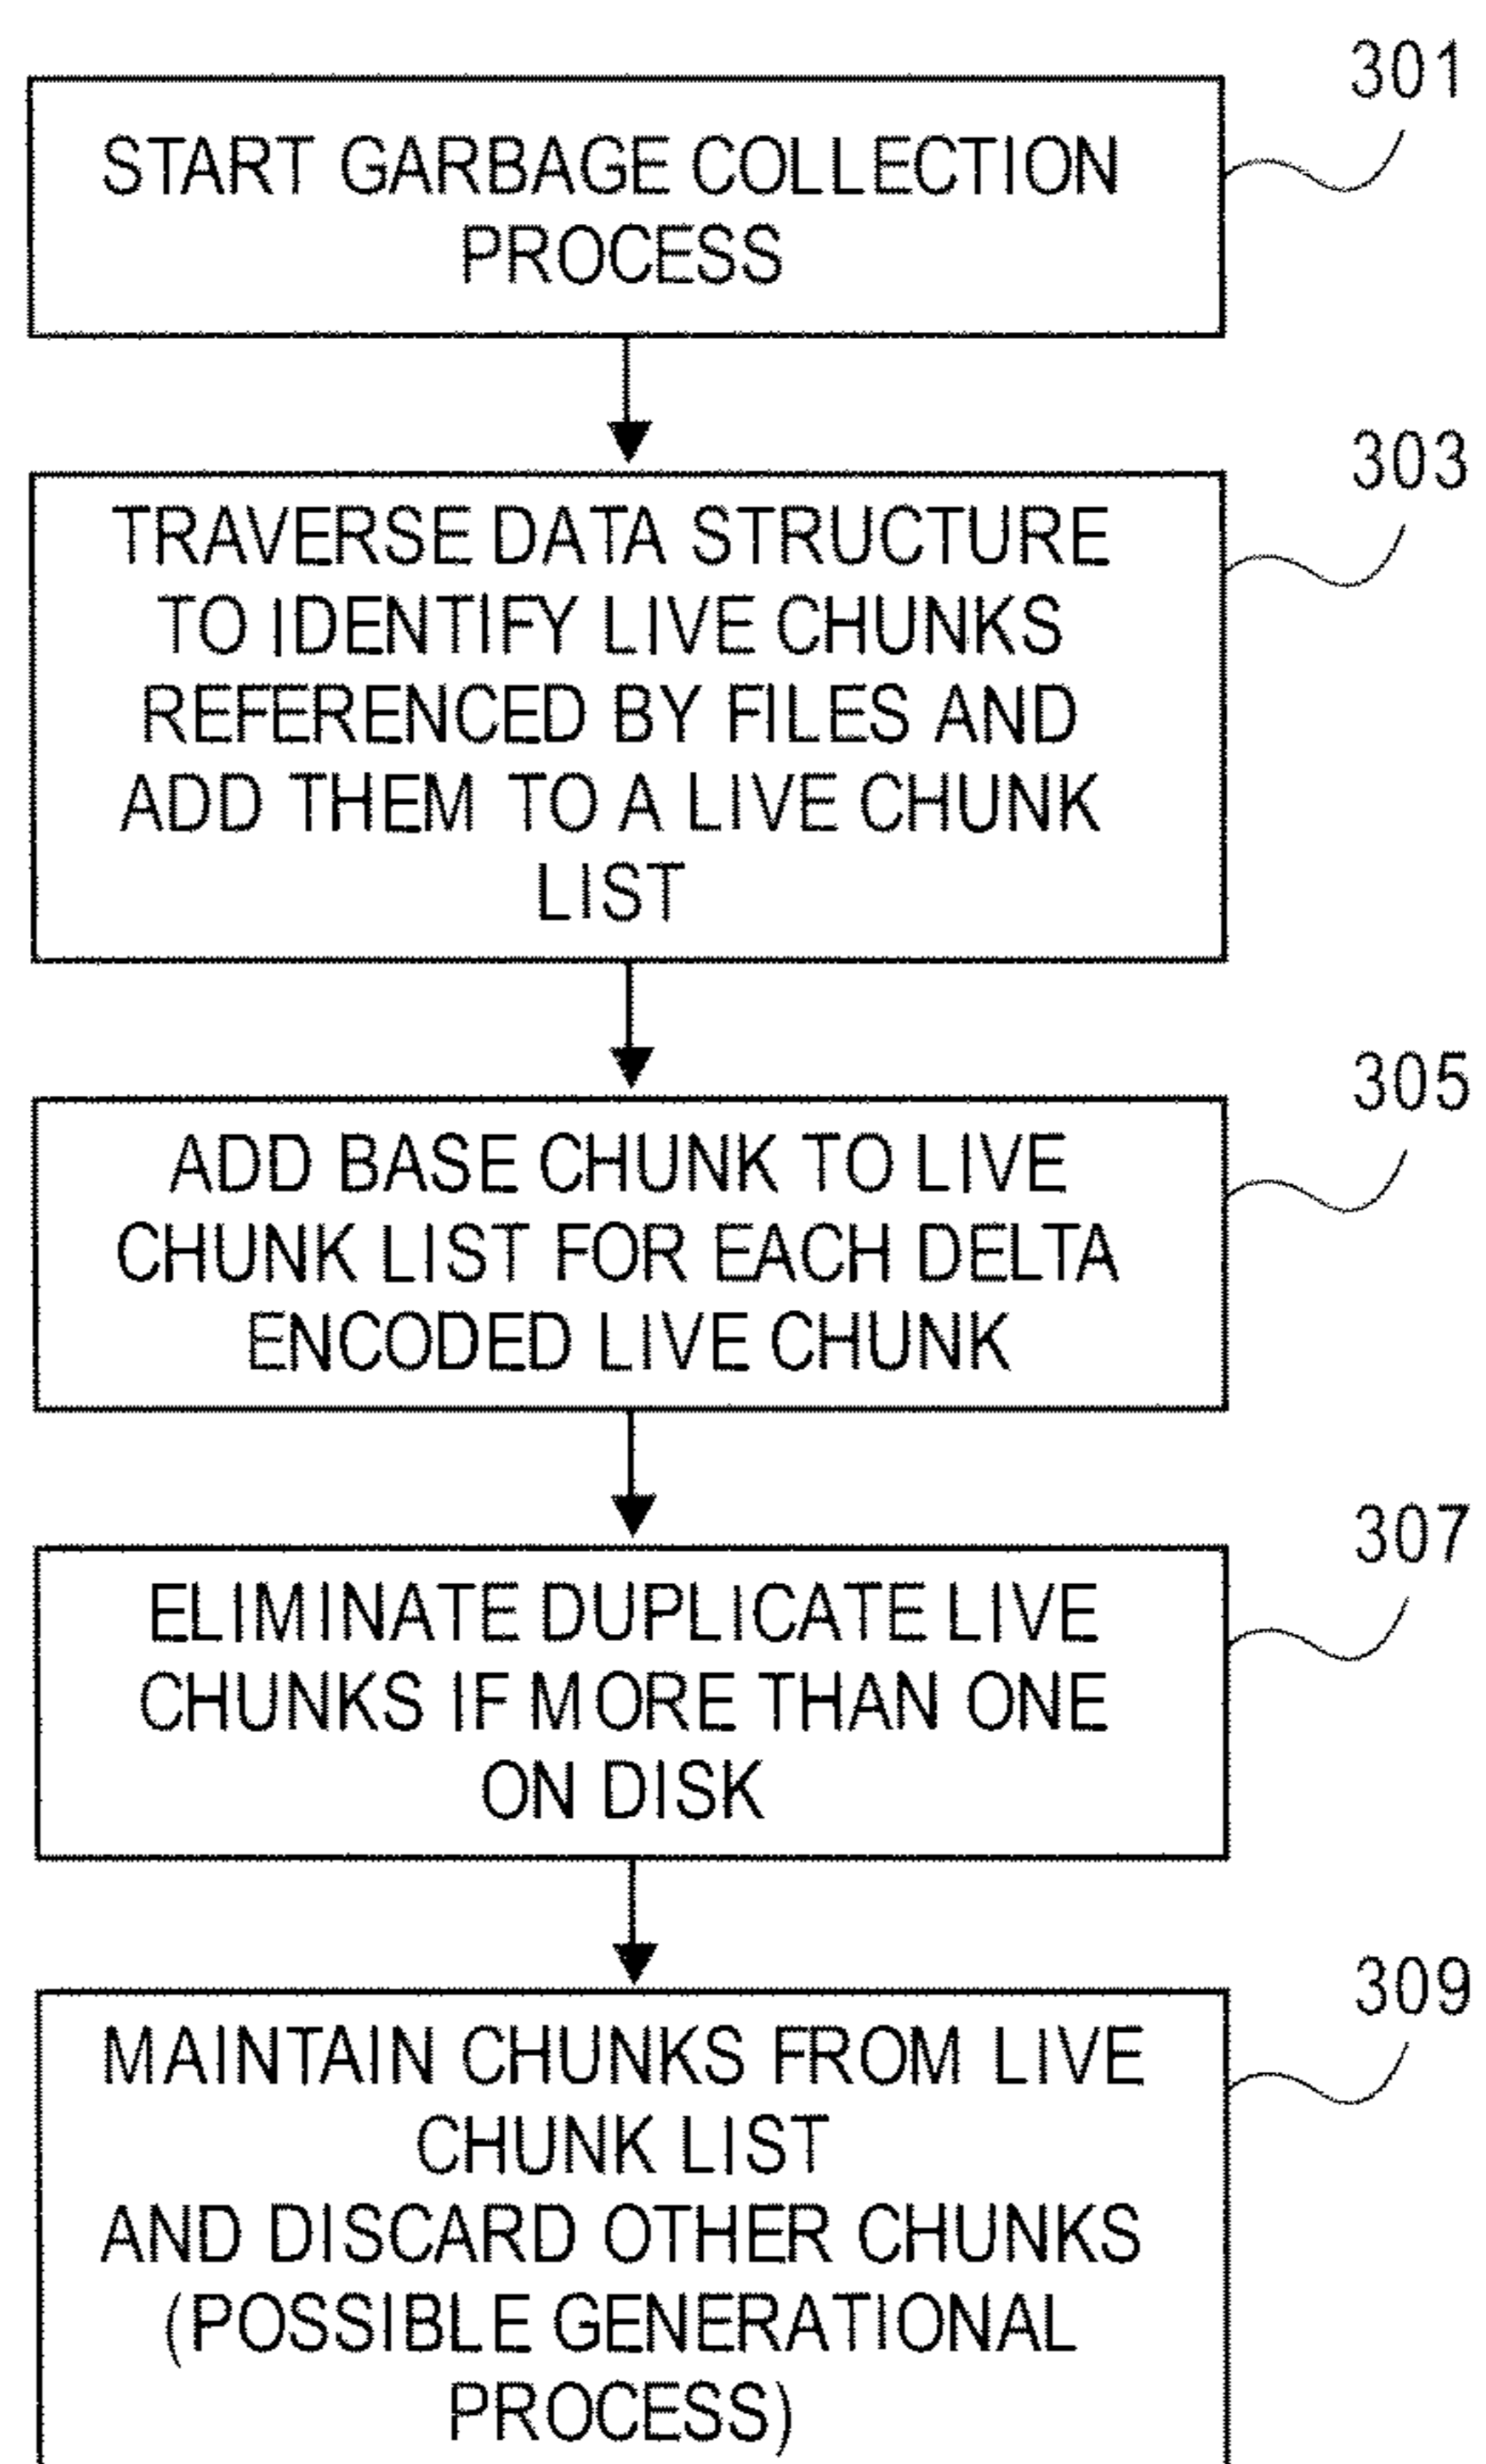 301
START GARBAGE COLLECTION
PROCESS
303
TRAVERSE DATA STRUCTURE
TO IDENTIFY LIVE CHUNKS
REFERENCED BY FILES AND
ADD THEM TO A LIVE CHUNK
LIST
305
ADD BASE CHUNK TO LIVE
CHUNK LIST FOR EACH DELTA
ENCODED LIVE CHUNK
307
ELIMINATE DUPLICATE LIVE
CHUNKS IF MORE THAN ONE
ON DISK
309
MAINTAIN CHUNKS FROM LIVE
CHUNK LIST
AND DISCARD OTHER CHUNKS
(POSSIBLE GENERATIONAL
PROCESS)